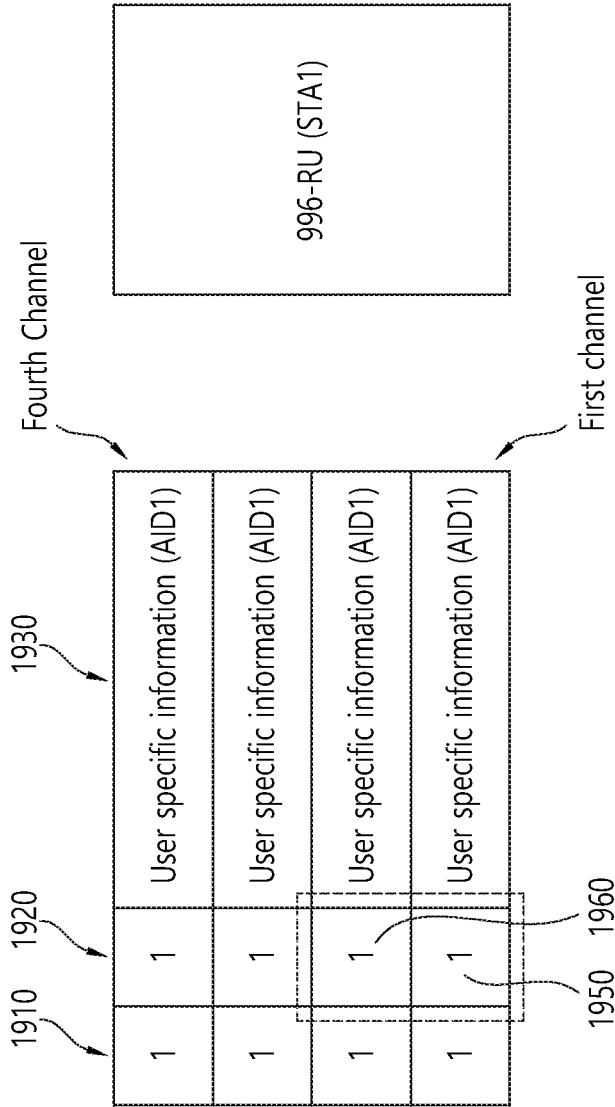 1910
1920
1930
Fourth Channel
1
1
User specific information (AID1)
1
1
User specific information (AID1)
1
1
User specific information (AID1)
1
1
User specific information (AID1)
996-RU (STA1)
1950
1960
First channel